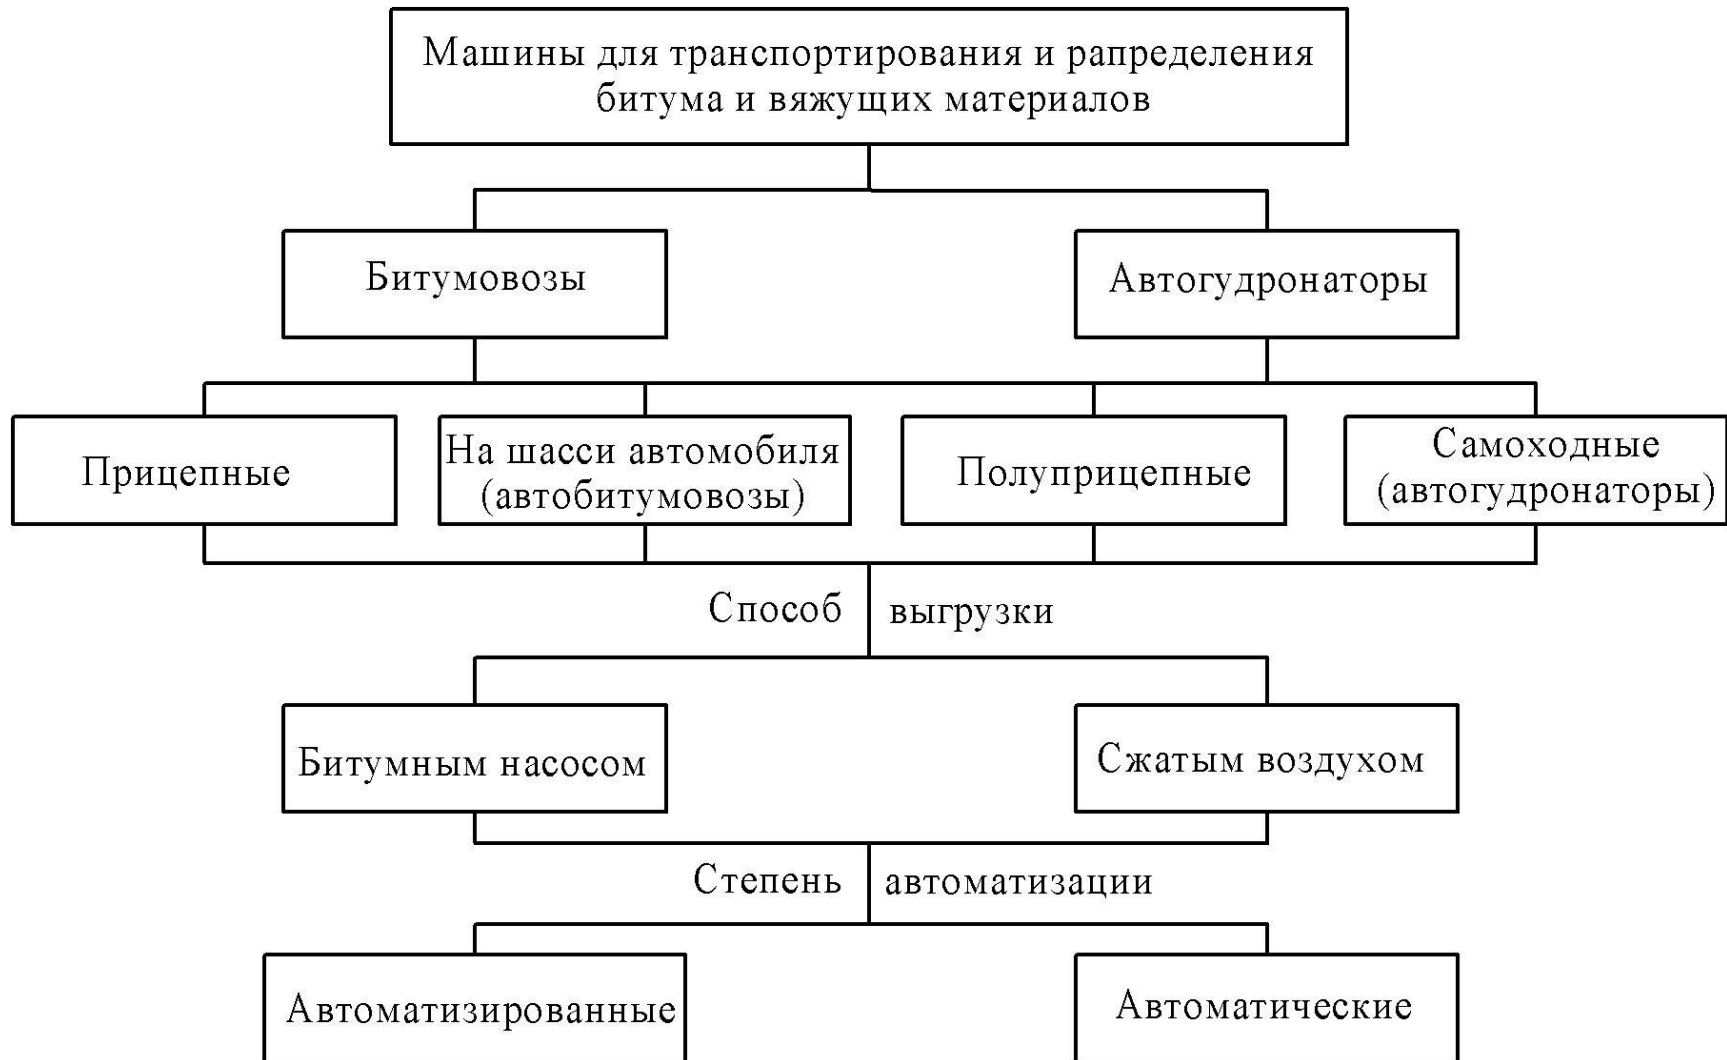 Машины для транспортирования и рапределения
битума и вяжущих материалов
Битумовозы
Автогудронаторы
Прицепные
На шасси автомобиля
(автобитумовозы)
Полуприцепные
Самоходные
(автогудронаторы)
Способ выгрузки
Битумным насосом
Сжатым воздухом
Степень автоматизации
Автоматизированные
Автоматические